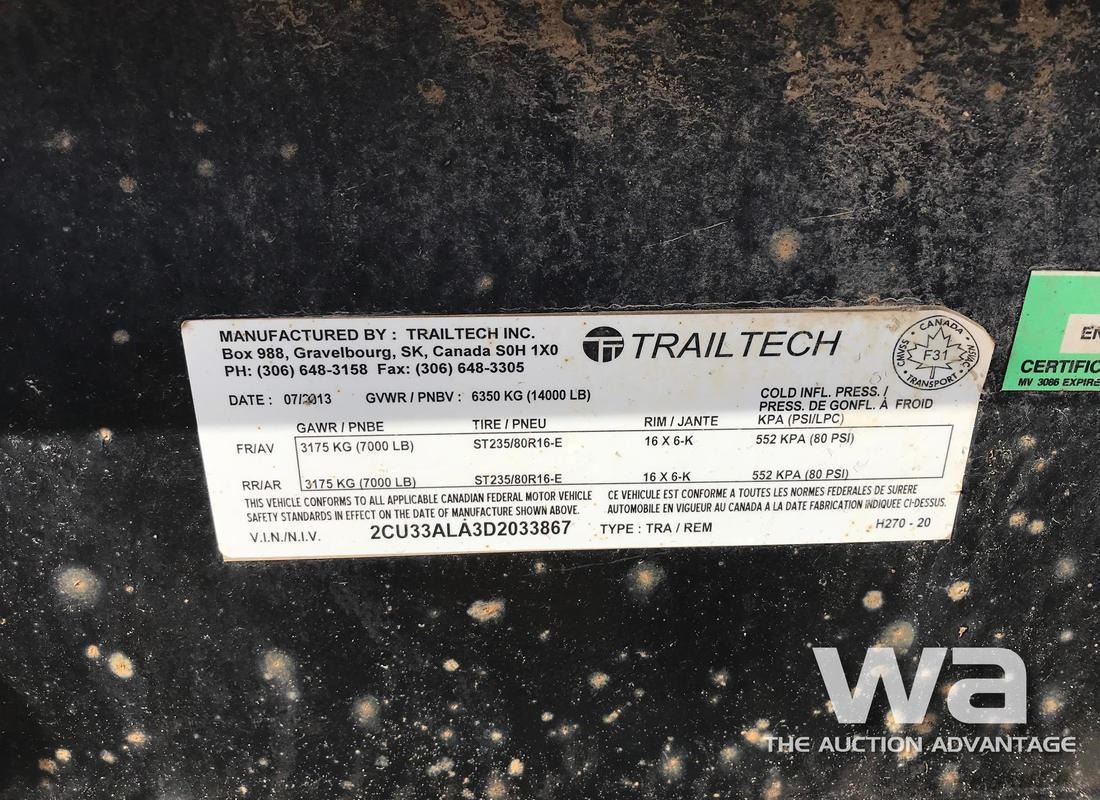 MANUFACTURED BY : TRAILTECH INC.
Box 988, Gravelbourg, SK, Canada S0H 1X0
PH: (306) 648-3158 Fax: (306) 648-3305
TRAILTECH
CANADA
CMVSS
F31
NSVAC
TRANSPORT
DATE : 07/2013 GVWR / PNBV : 6350 KG (14000 LB)
COLD INFL. PRESS. /
PRESS. DE GONFL. À FROID
GAWR / PNBE TIRE / PNEU RIM / JANTE KPA (PSI/LPC)
FR/AV 3175 KG (7000 LB) ST235/80R16-E 16 X 6-K 552 KPA (80 PSI)
RR/AR 3175 KG (7000 LB) ST235/80R16-E 16 X 6-K 552 KPA (80 PSI)
THIS VEHICLE CONFORMS TO ALL APPLICABLE CANADIAN FEDERAL MOTOR VEHICLE
SAFETY STANDARDS IN EFFECT ON THE DATE OF MANUFACTURE SHOWN ABOVE.
CE VEHICULE EST CONFORME A TOUTES LES NORMES FEDERALES DE SURERE
AUTOMOBILE EN VIGUEUR AU CANADA A LA DATE FABRICATION INDIQUEE CI-DESSUS.
V.I.N./N.I.V. 2CU33ALA3D2033867 TYPE : TRA / REM H270 - 20
EN
CERTIFIC
MV 3086 EXPIRE
wa
THE AUCTION ADVANTAGE